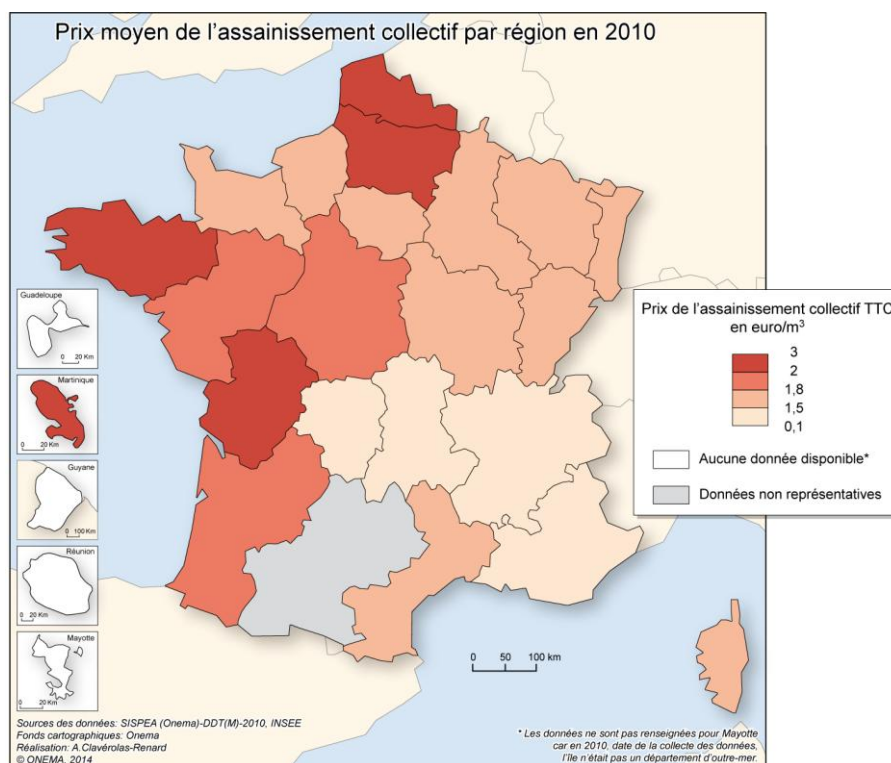 Prix moyen de l'assainissement collectif par région en 2010
Guadeloupe
0 20 Km
Martinique
0 20 Km
Guyane
0 100 Km
Réunion
0 20 Km
Mayotte
0 20 Km
Prix de l'assainissement collectif TTC
en euro/m³
3
2
1,8
1,5
0,1
Aucune donnée disponible*
Données non représentatives
0 50 100 km
Sources des données: SISPEA (Onema)-DDT(M)-2010, INSEE
Fonds cartographiques: Onema
Réalisation: A.Clavérolas-Renard
© ONEMA, 2014
* Les données ne sont pas renseignées pour Mayotte
car en 2010, date de la collecte des données,
l'île n'était pas un département d'outre-mer.